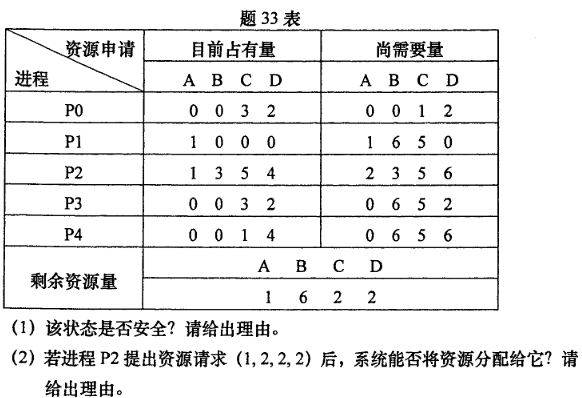 题 33 表
资源申请 目前占有量 尚需要量
进程 A B C D A B C D
P0 0 0 3 2 0 0 1 2
P1 1 0 0 0 1 6 5 0
P2 1 3 5 4 2 3 5 6
P3 0 0 3 2 0 6 5 2
P4 0 0 1 4 0 6 5 6
剩余资源量 A B C D
1 6 2 2
(1) 该状态是否安全？请给出理由。
(2) 若进程 P2 提出资源请求（1, 2, 2, 2）后，系统能否将资源分配给它？请
给出理由。